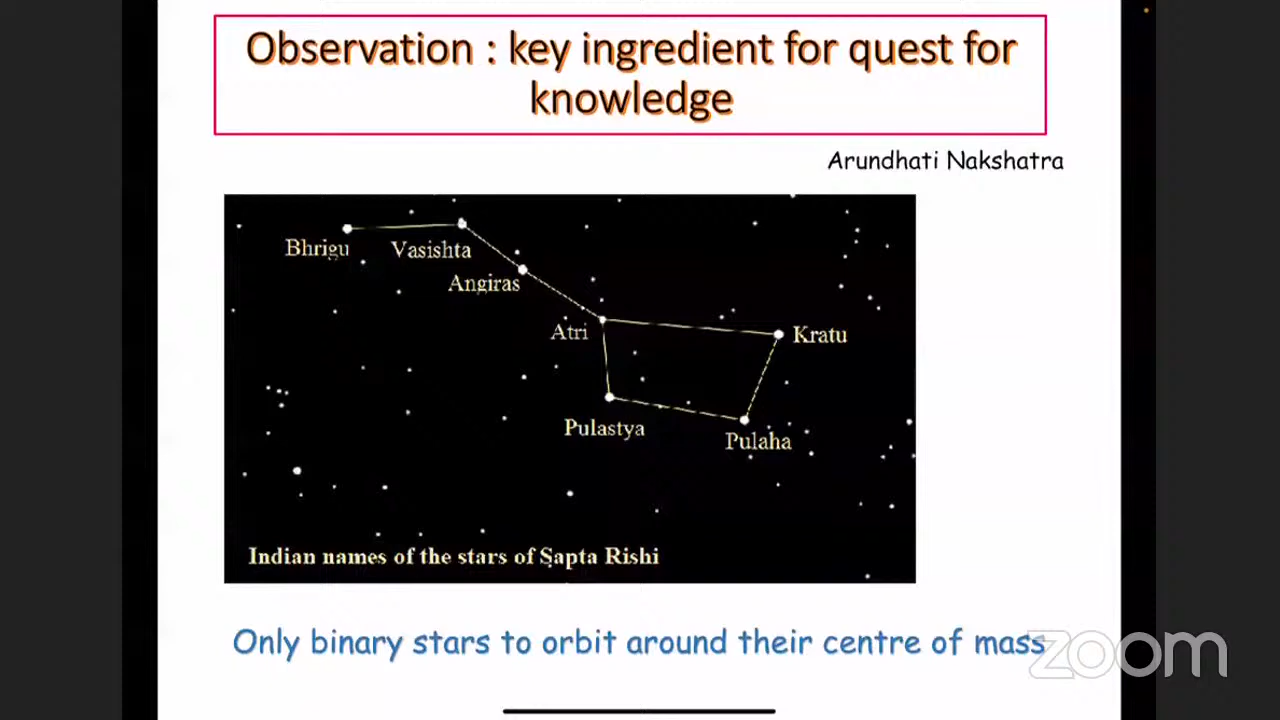 Observation : key ingredient for quest for
knowledge
Arundhati Nakshatra
Bhrigu
Vasishta
Angiras
Atri
Kratu
Pulastya
Pulaha
Indian names of the stars of Sapta Rishi
Only binary stars to orbit around their centre of mass
zoom